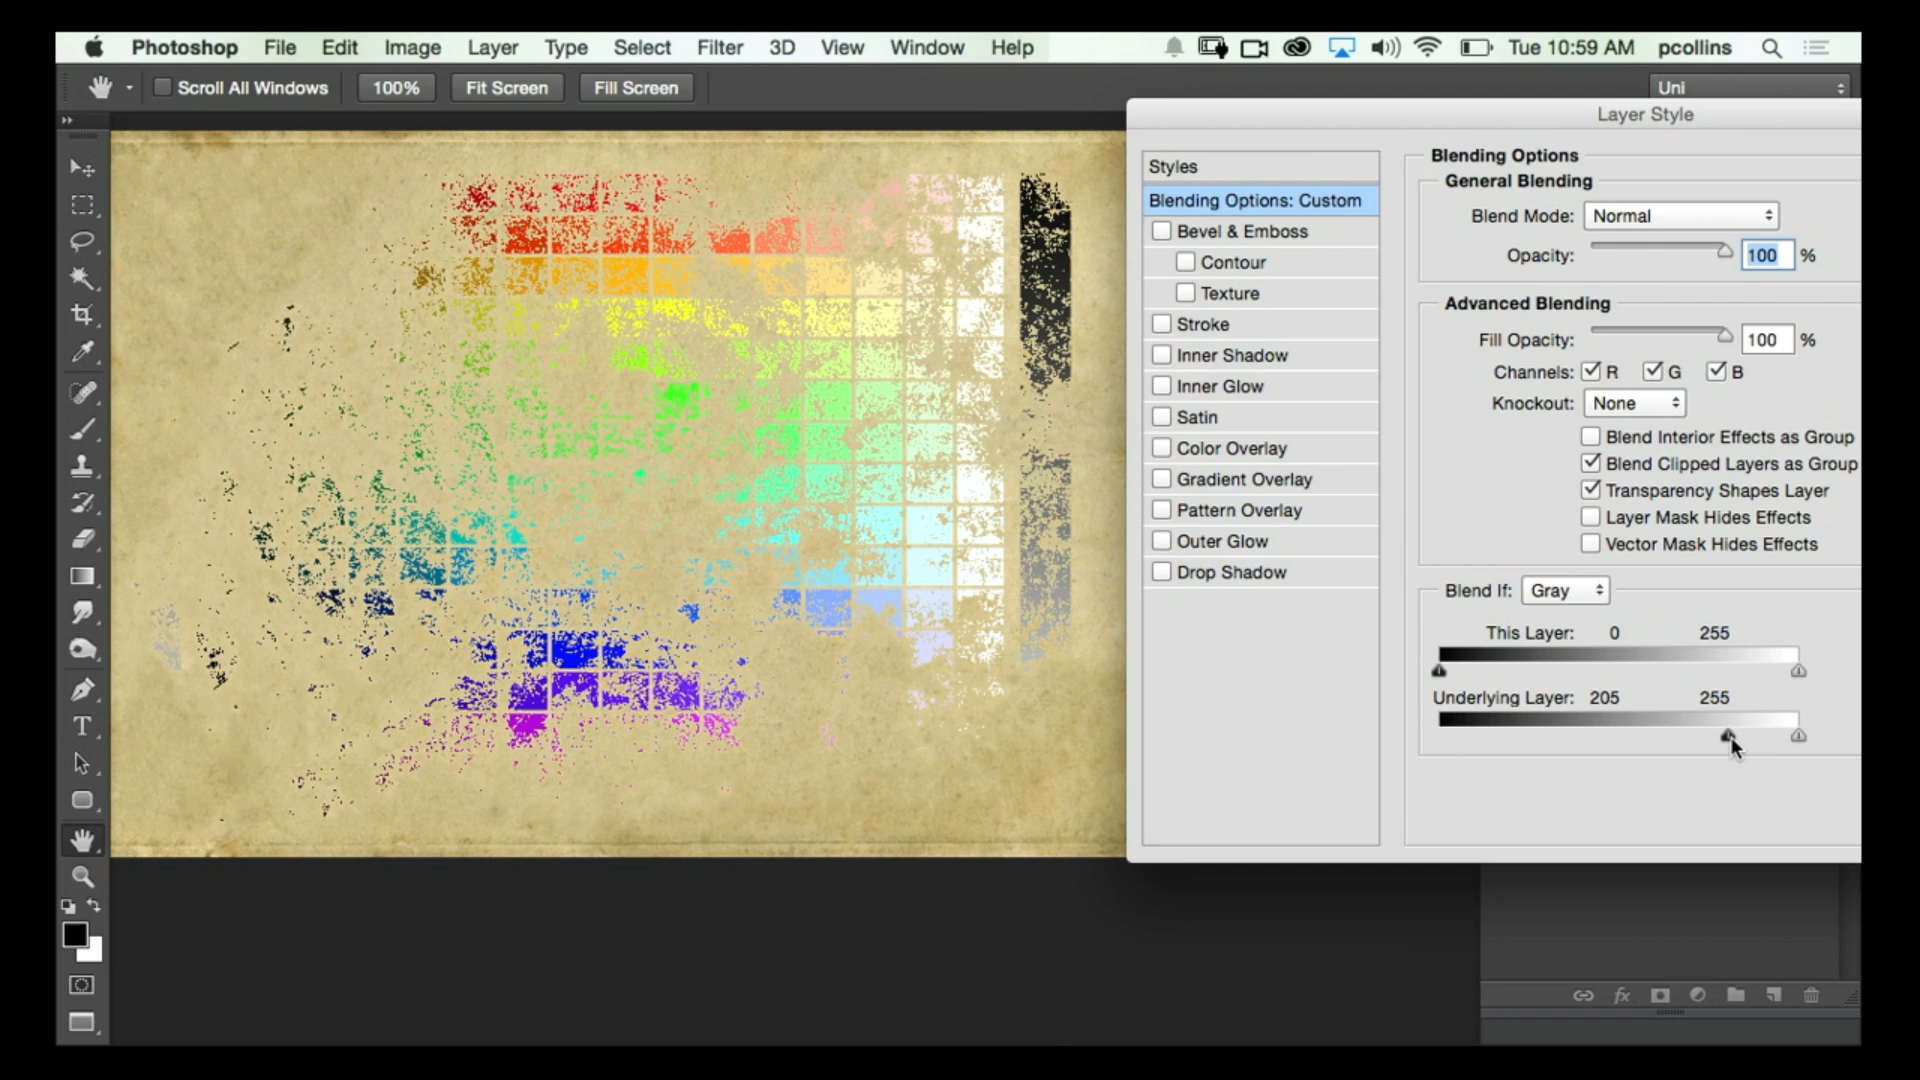 Photoshop File Edit Image Layer Type Select Filter 3D View Window Help Tue 10:59 AM pcollins
Scroll All Windows 100% Fit Screen Fill Screen Uni
Layer Style
Styles
Blending Options: Custom
Bevel & Emboss
Contour
Texture
Stroke
Inner Shadow
Inner Glow
Satin
Color Overlay
Gradient Overlay
Pattern Overlay
Outer Glow
Drop Shadow
Blending Options
General Blending
Blend Mode: Normal
Opacity: 100 %
Advanced Blending
Fill Opacity: 100 %
Channels: R G B
Knockout: None
Blend Interior Effects as Group
Blend Clipped Layers as Group
Transparency Shapes Layer
Layer Mask Hides Effects
Vector Mask Hides Effects
Blend If: Gray
This Layer: 0 255
Underlying Layer: 205 255
T
fx